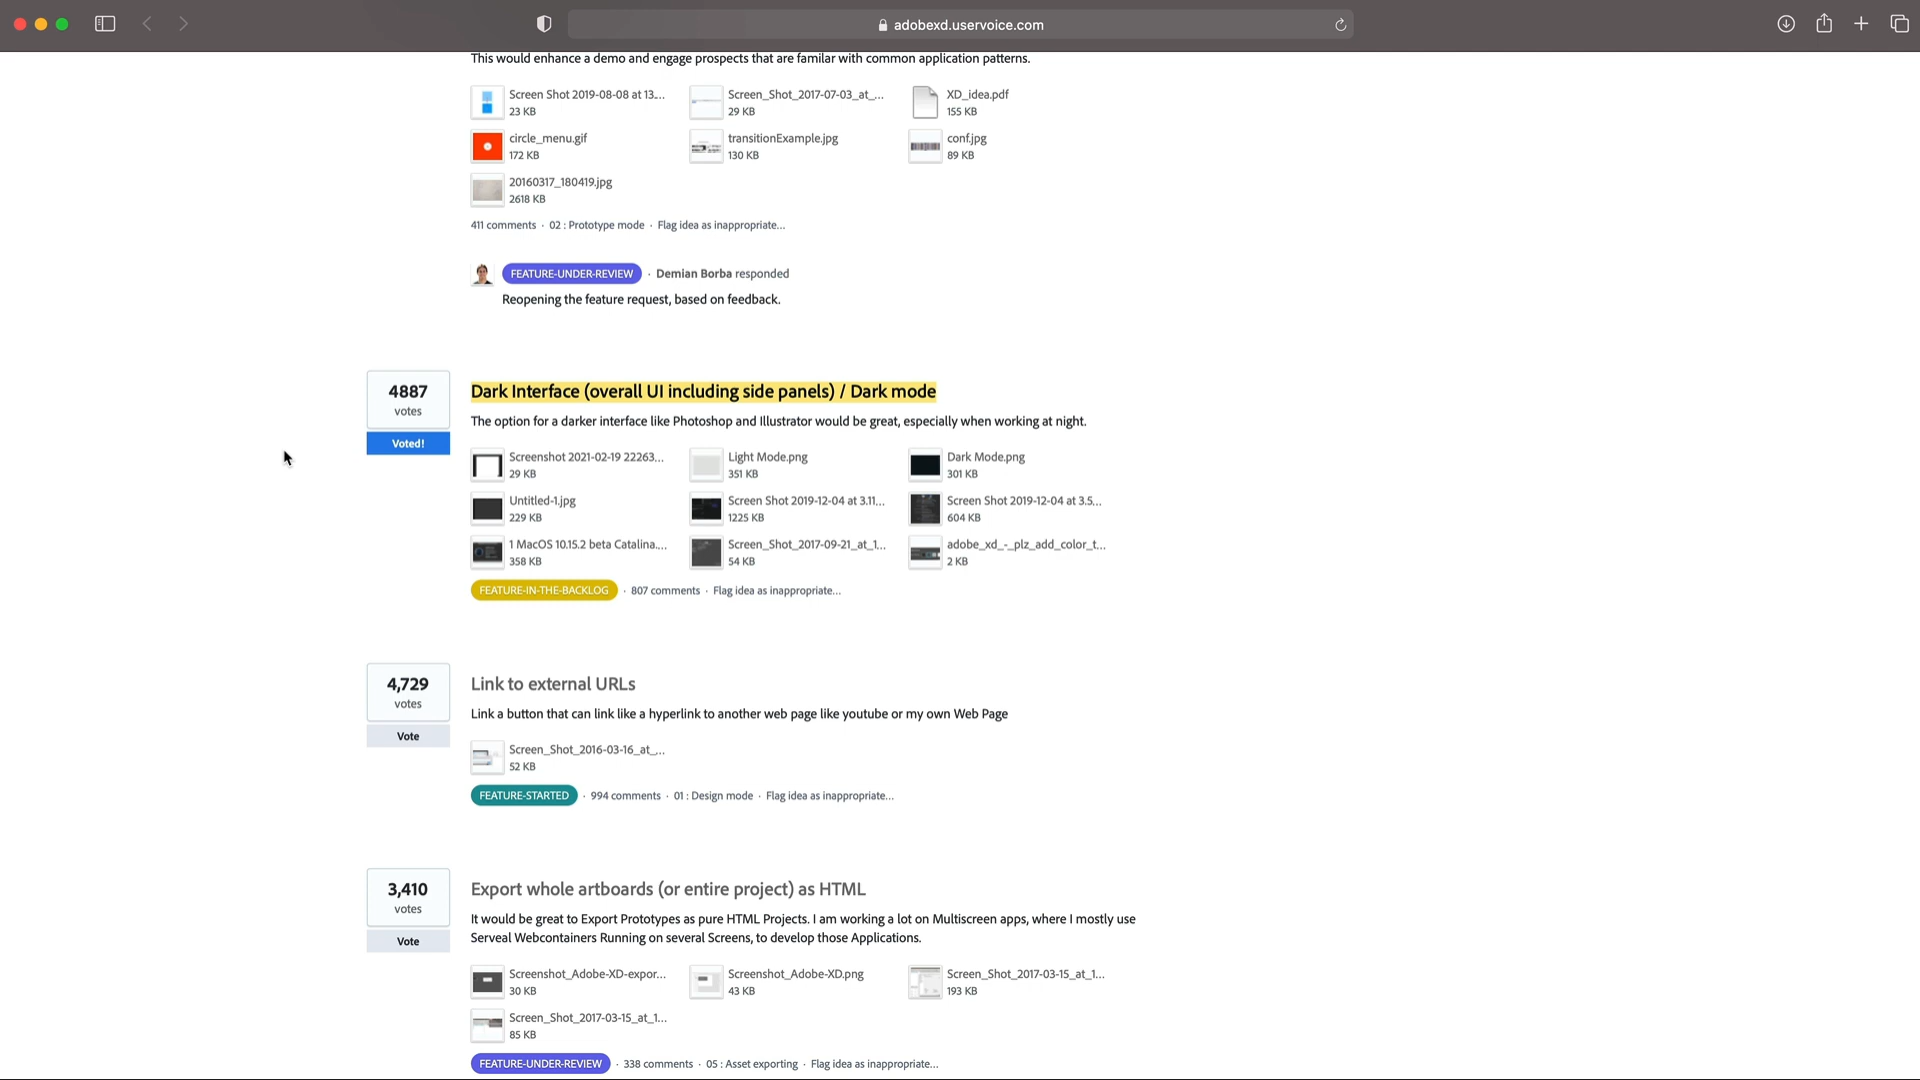 adobexd.uservoice.com
This would enhance a demo and engage prospects that are familar with common application patterns.
Screen Shot 2019-08-08 at 13.... Screen_Shot_2017-07-03_at_... XD_idea.pdf
23 KB 29 KB 155 KB
circle_menu.gif transitionExample.jpg conf.jpg
172 KB 130 KB 89 KB
20160317_180419.jpg
2618 KB
411 comments · 02 : Prototype mode · Flag idea as inappropriate...
FEATURE-UNDER-REVIEW · Demian Borba responded
Reopening the feature request, based on feedback.
4887
votes
Voted!
Dark Interface (overall UI including side panels) / Dark mode
The option for a darker interface like Photoshop and Illustrator would be great, especially when working at night.
Screenshot 2021-02-19 22263... Light Mode.png Dark Mode.png
29 KB 351 KB 301 KB
Untitled-1.jpg Screen Shot 2019-12-04 at 3.11... Screen Shot 2019-12-04 at 3.5...
229 KB 1225 KB 604 KB
1 MacOS 10.15.2 beta Catalina.... Screen_Shot_2017-09-21_at_1... adobe_xd_-_plz_add_color_t...
358 KB 54 KB 2 KB
FEATURE-IN-THE-BACKLOG · 807 comments · Flag idea as inappropriate...
4,729
votes
Vote
Link to external URLs
Link a button that can link like a hyperlink to another web page like youtube or my own Web Page
Screen_Shot_2016-03-16_at_...
52 KB
FEATURE-STARTED · 994 comments · 01 : Design mode · Flag idea as inappropriate...
3,410
votes
Vote
Export whole artboards (or entire project) as HTML
It would be great to Export Prototypes as pure HTML Projects. I am working a lot on Multiscreen apps, where I mostly use
Serveal Webcontainers Running on several Screens, to develop those Applications.
Screenshot_Adobe-XD-expor... Screenshot_Adobe-XD.png Screen_Shot_2017-03-15_at_1...
30 KB 43 KB 193 KB
Screen_Shot_2017-03-15_at_1...
85 KB
FEATURE-UNDER-REVIEW · 338 comments · 05 : Asset exporting · Flag idea as inappropriate...